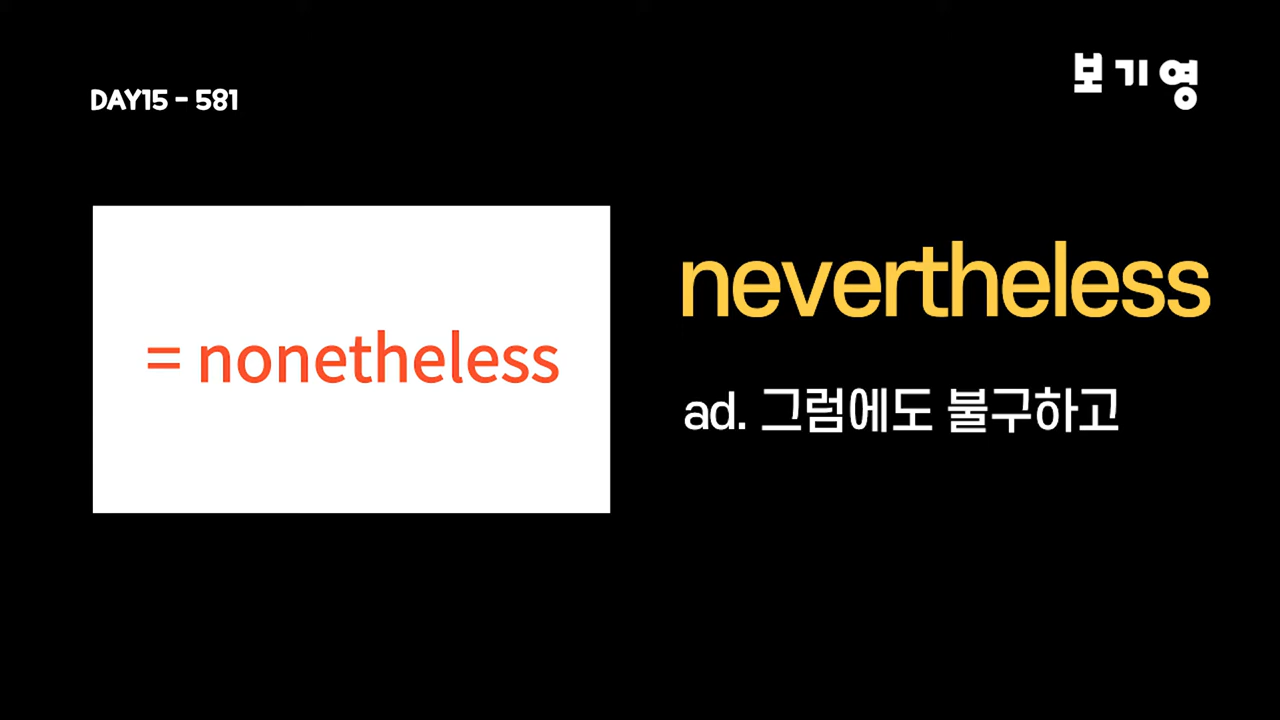 DAY15 - 581
보기영
= nonetheless
nevertheless
ad. 그럼에도 불구하고